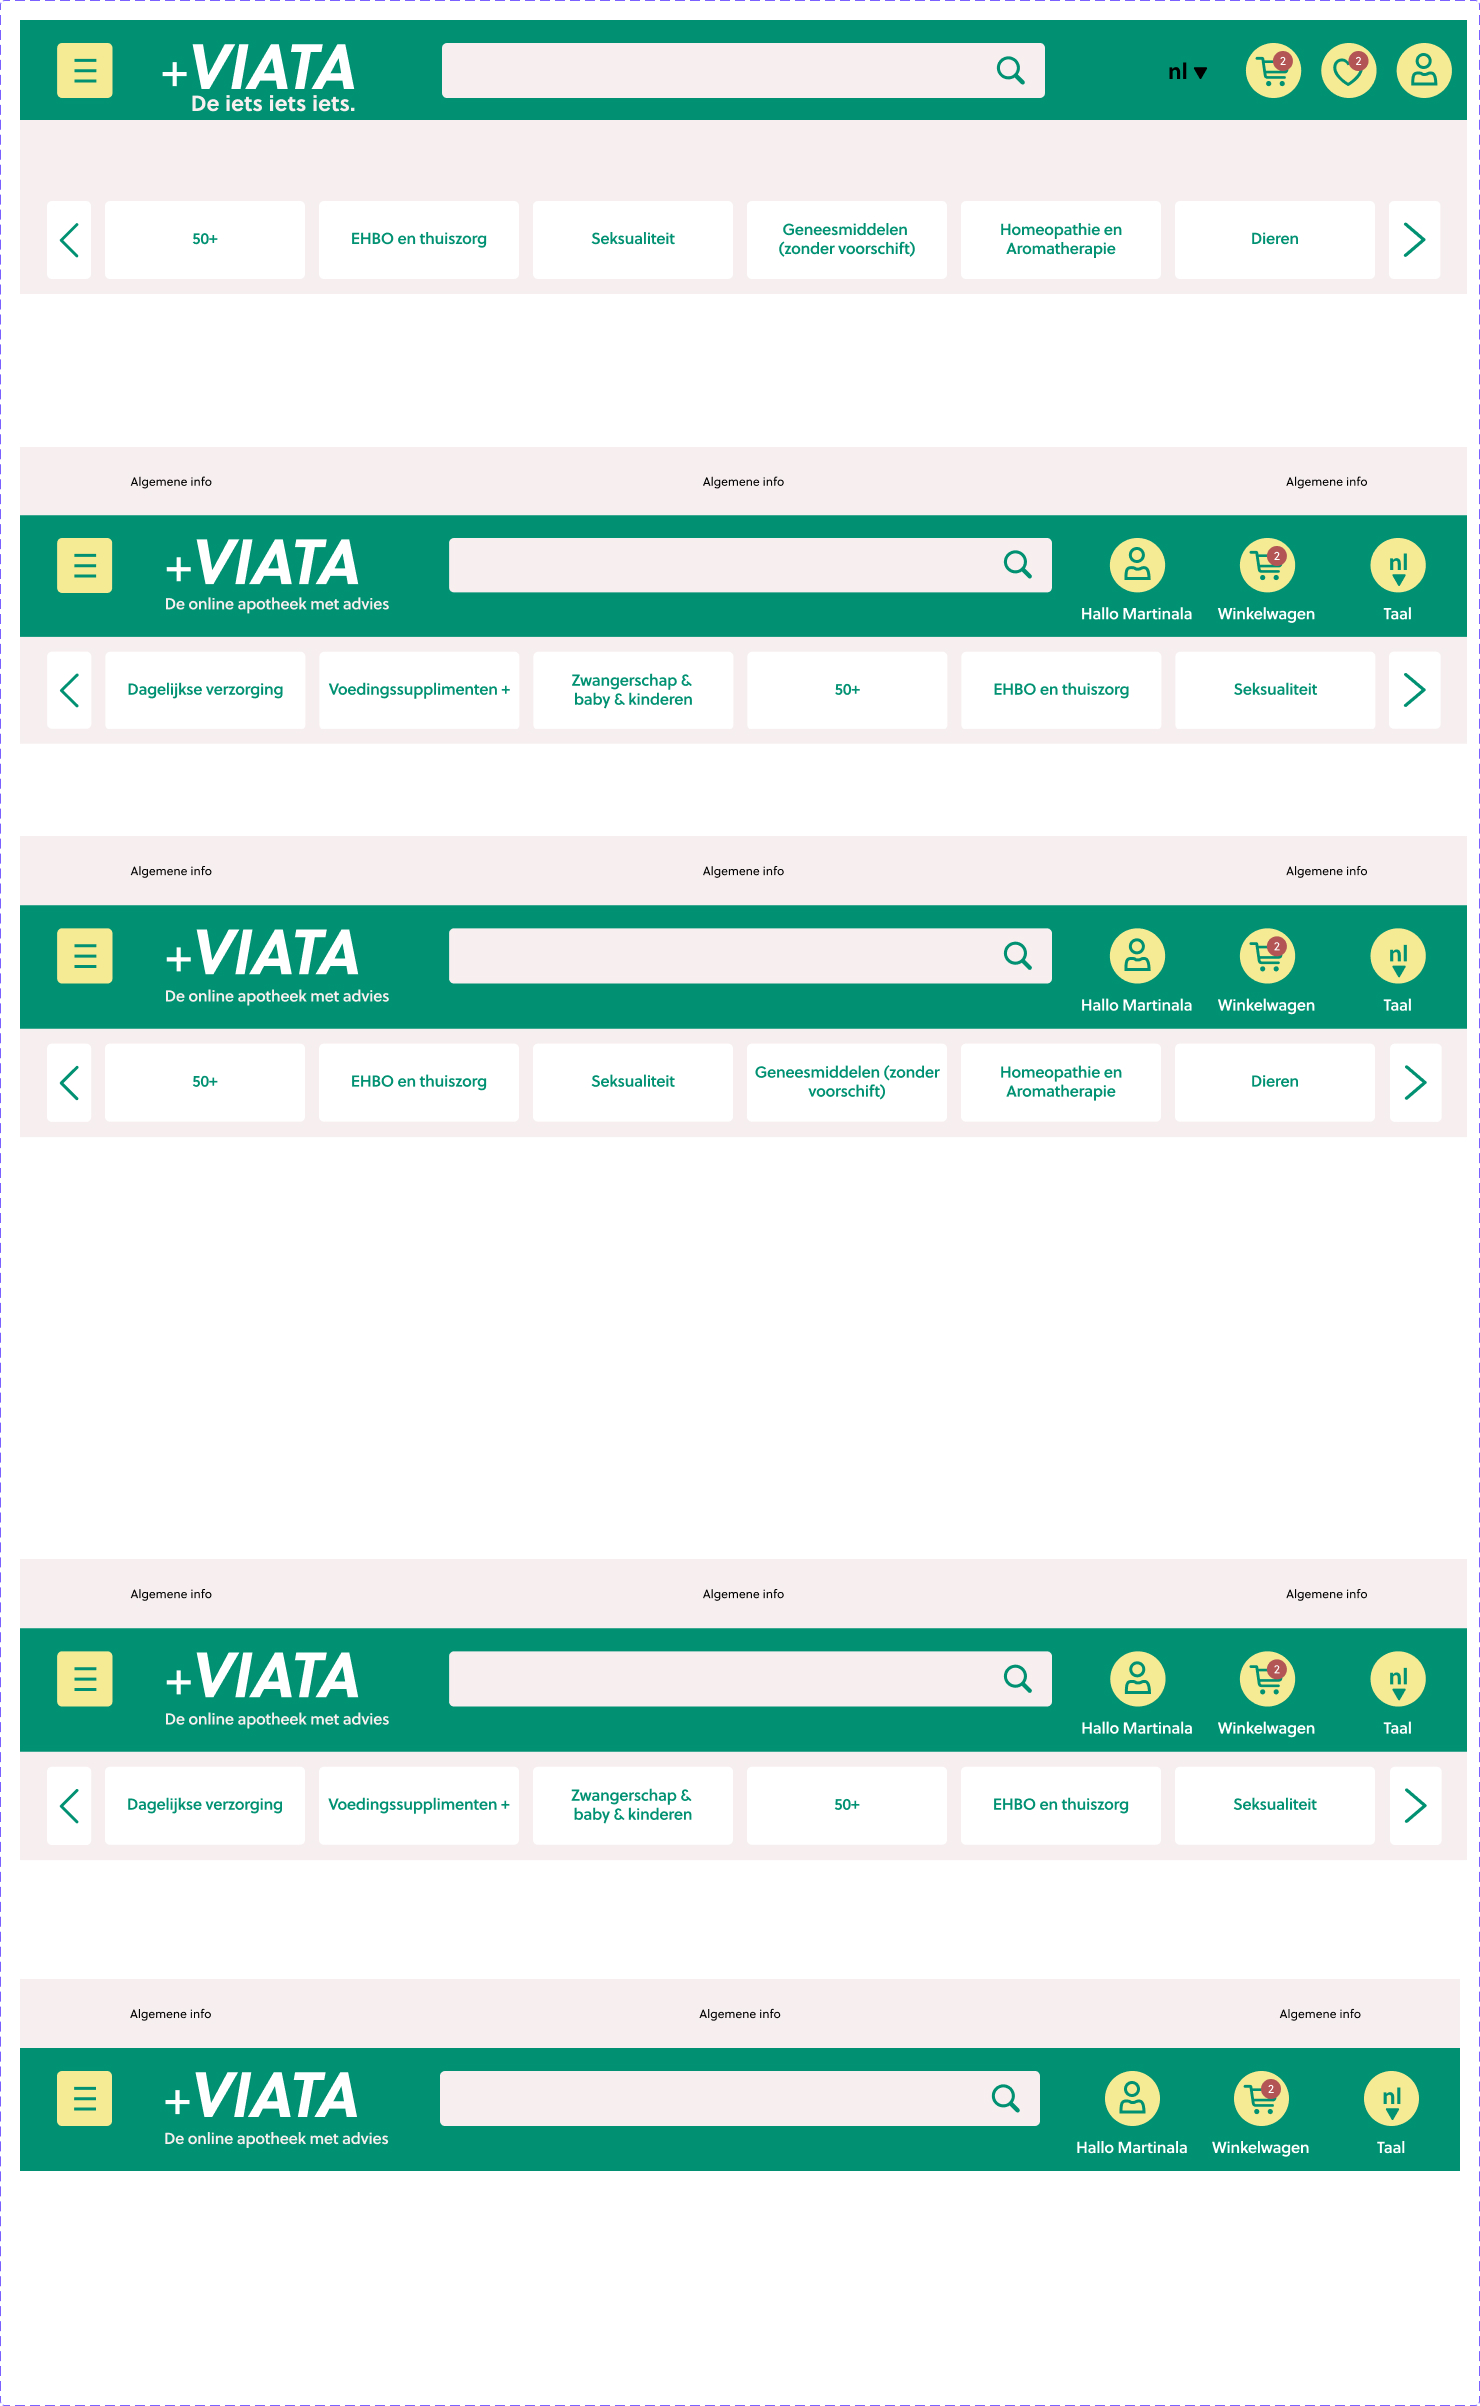 +VIATA
De iets iets iets.
nl
2
2
50+
EHBO en thuiszorg
Seksualiteit
Geneesmiddelen
(zonder voorschift)
Homeopathie en
Aromatherapie
Dieren
Algemene info
Algemene info
Algemene info
+VIATA
De online apotheek met advies
2
nl
Hallo Martinala
Winkelwagen
Taal
Dagelijkse verzorging
Voedingssupplimenten +
Zwangerschap &
baby & kinderen
50+
EHBO en thuiszorg
Seksualiteit
Algemene info
Algemene info
Algemene info
+VIATA
De online apotheek met advies
2
nl
Hallo Martinala
Winkelwagen
Taal
50+
EHBO en thuiszorg
Seksualiteit
Geneesmiddelen (zonder
voorschift)
Homeopathie en
Aromatherapie
Dieren
Algemene info
Algemene info
Algemene info
+VIATA
De online apotheek met advies
2
nl
Hallo Martinala
Winkelwagen
Taal
Dagelijkse verzorging
Voedingssupplimenten +
Zwangerschap &
baby & kinderen
50+
EHBO en thuiszorg
Seksualiteit
Algemene info
Algemene info
Algemene info
+VIATA
De online apotheek met advies
2
nl
Hallo Martinala
Winkelwagen
Taal